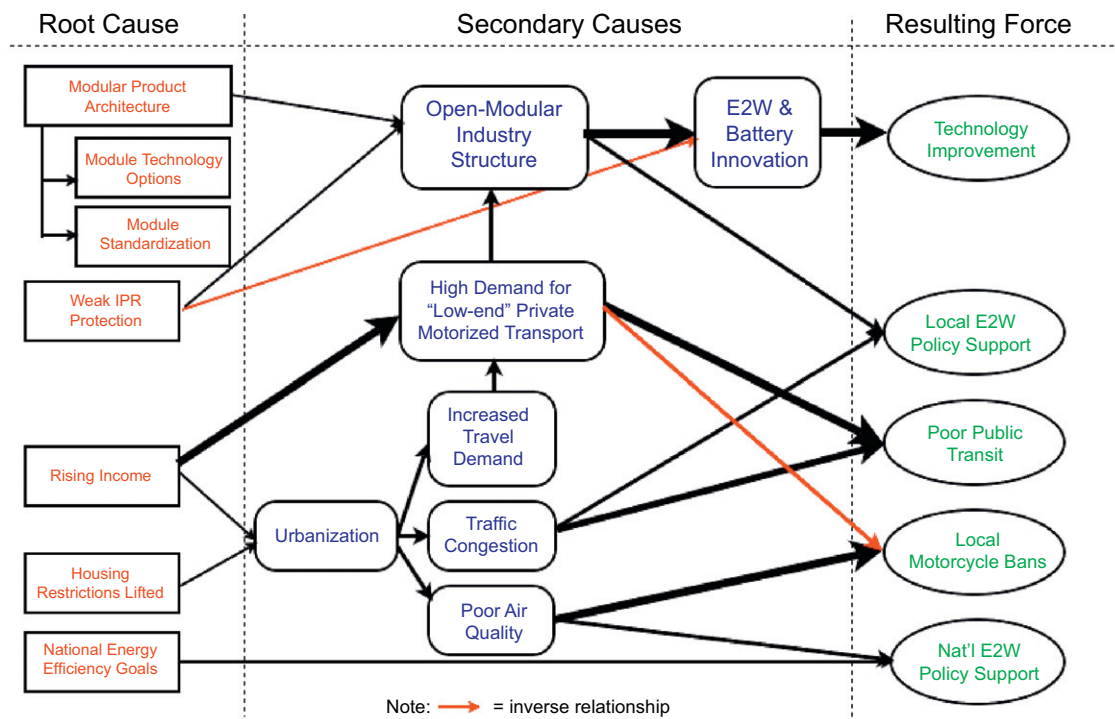 Root Cause
Secondary Causes
Resulting Force
Modular Product
Architecture
Module Technology
Options
Module
Standardization
Weak IPR
Protection
Rising Income
Housing
Restrictions Lifted
National Energy
Efficiency Goals
Open-Modular
Industry
Structure
E2W &
Battery
Innovation
High Demand for
“Low-end” Private
Motorized Transport
Increased
Travel
Demand
Urbanization
Traffic
Congestion
Poor Air
Quality
Technology
Improvement
Local E2W
Policy Support
Poor Public
Transit
Local
Motorcycle Bans
Nat’l E2W
Policy Support
Note: = inverse relationship